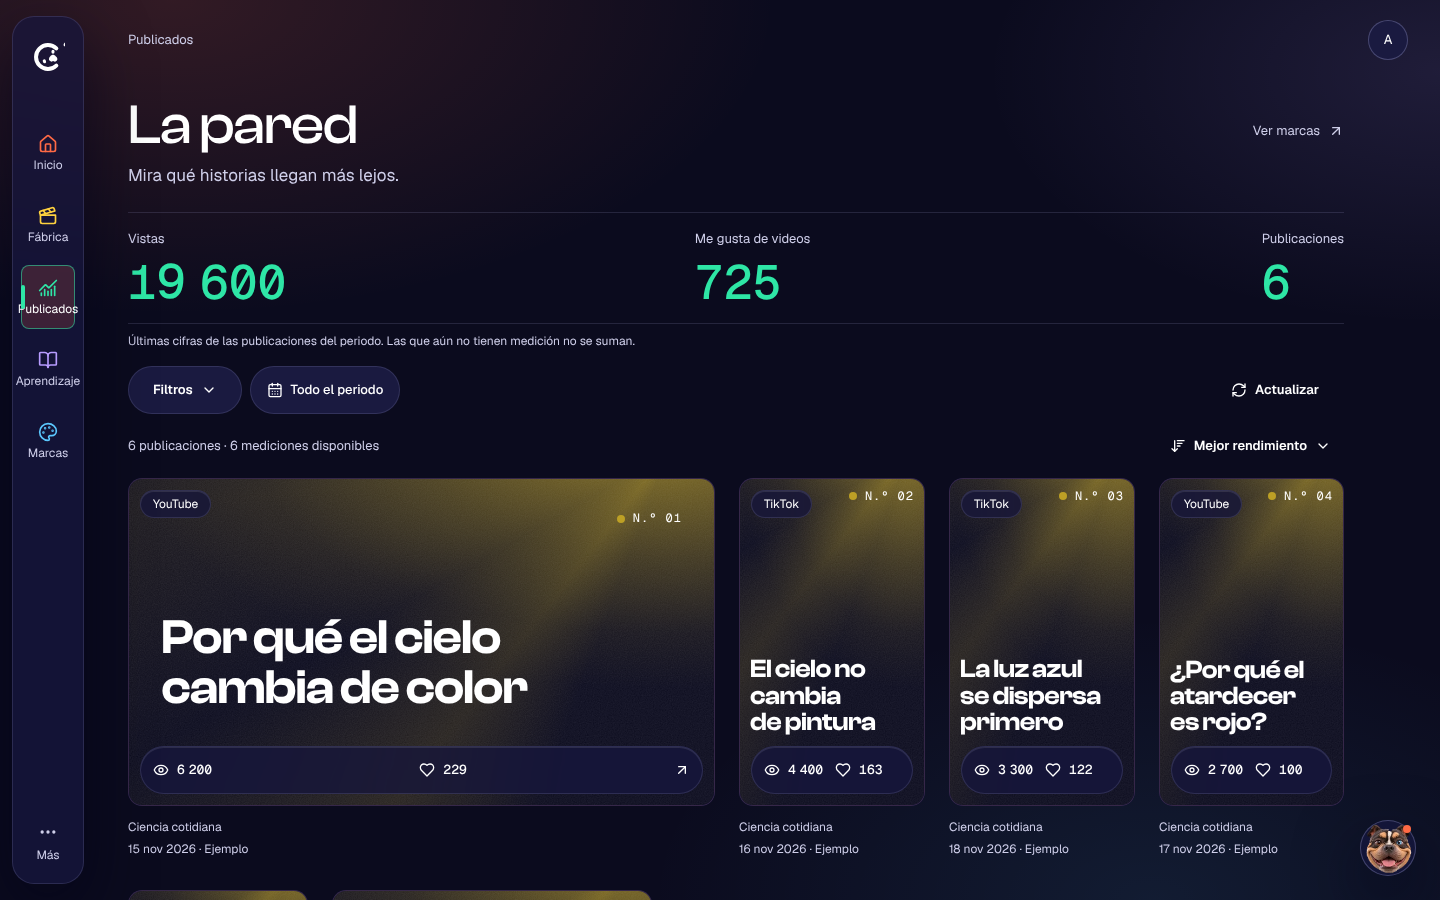 Publicados
A
Inicio
Fábrica
Publicados
Aprendizaje
Marcas
Más
La pared
Ver marcas
Mira qué historias llegan más lejos.
Vistas
19 600
Me gusta de videos
725
Publicaciones
6
Últimas cifras de las publicaciones del periodo. Las que aún no tienen medición no se suman.
Filtros
Todo el periodo
Actualizar
6 publicaciones · 6 mediciones disponibles
Mejor rendimiento
YouTube
N.º 01
Por qué el cielo
cambia de color
6 200
229
Ciencia cotidiana
15 nov 2026 · Ejemplo
TikTok
N.º 02
El cielo no
cambia
de pintura
4 400
163
Ciencia cotidiana
16 nov 2026 · Ejemplo
TikTok
N.º 03
La luz azul
se dispersa
primero
3 300
122
Ciencia cotidiana
18 nov 2026 · Ejemplo
YouTube
N.º 04
¿Por qué el
atardecer
es rojo?
2 700
100
Ciencia cotidiana
17 nov 2026 · Ejemplo